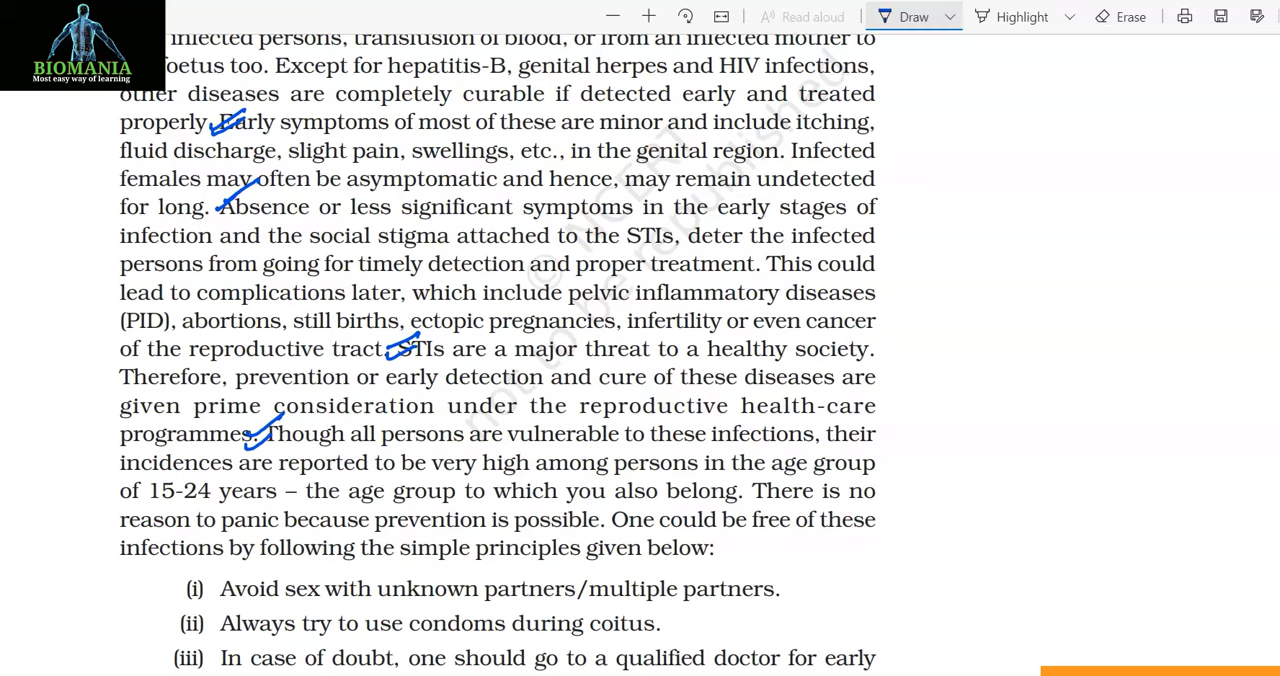 Read aloud
Draw
Highlight
Erase
BIOMANIA
Most easy way of learning
infected persons, transfusion of blood, or from an infected mother to
foetus too. Except for hepatitis-B, genital herpes and HIV infections,
other diseases are completely curable if detected early and treated
properly. Early symptoms of most of these are minor and include itching,
fluid discharge, slight pain, swellings, etc., in the genital region. Infected
females may often be asymptomatic and hence, may remain undetected
for long. Absence or less significant symptoms in the early stages of
infection and the social stigma attached to the STIs, deter the infected
persons from going for timely detection and proper treatment. This could
lead to complications later, which include pelvic inflammatory diseases
(PID), abortions, still births, ectopic pregnancies, infertility or even cancer
of the reproductive tract. STIs are a major threat to a healthy society.
Therefore, prevention or early detection and cure of these diseases are
given prime consideration under the reproductive health-care
programmes. Though all persons are vulnerable to these infections, their
incidences are reported to be very high among persons in the age group
of 15-24 years – the age group to which you also belong. There is no
reason to panic because prevention is possible. One could be free of these
infections by following the simple principles given below:
(i) Avoid sex with unknown partners/multiple partners.
(ii) Always try to use condoms during coitus.
(iii) In case of doubt, one should go to a qualified doctor for early
© NCERT
not to be republished